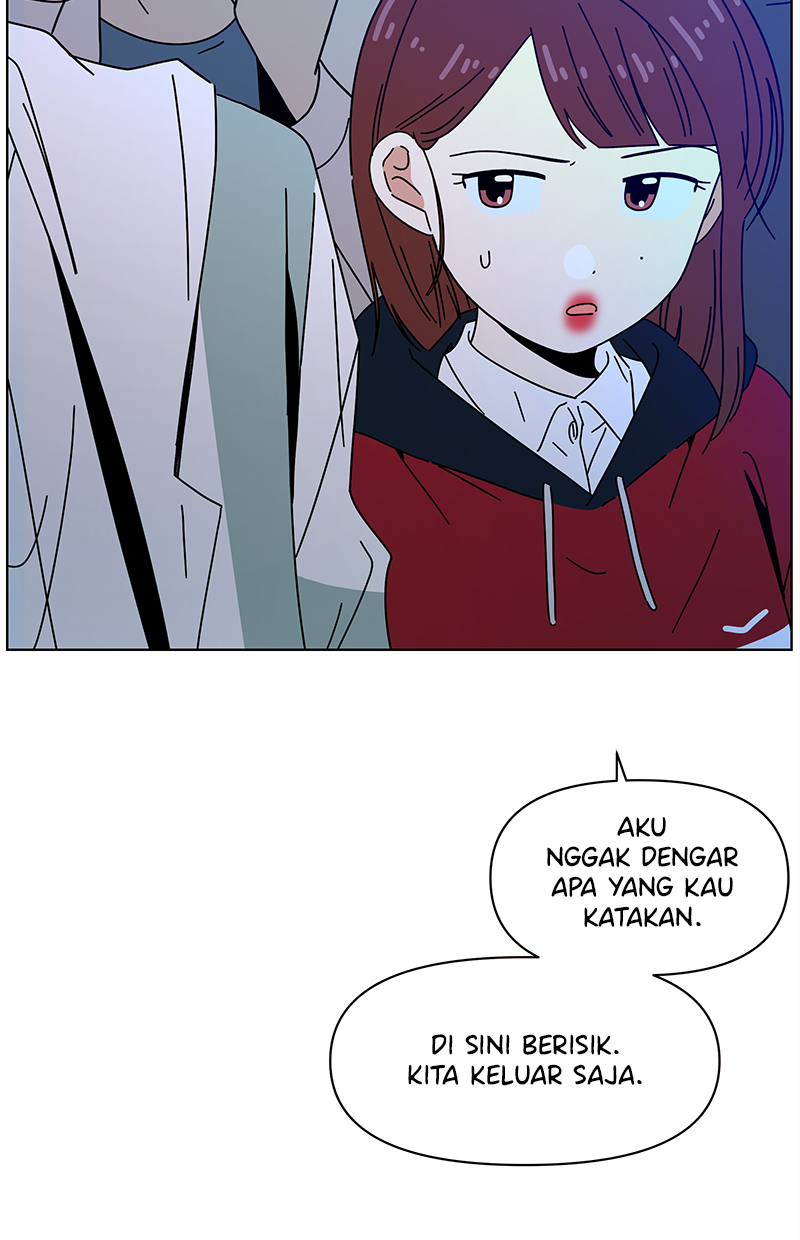 AKU
NGGAK DENGAR
APA YANG KAU
KATAKAN.
DI SINI BERISIK.
KITA KELUAR SAJA.